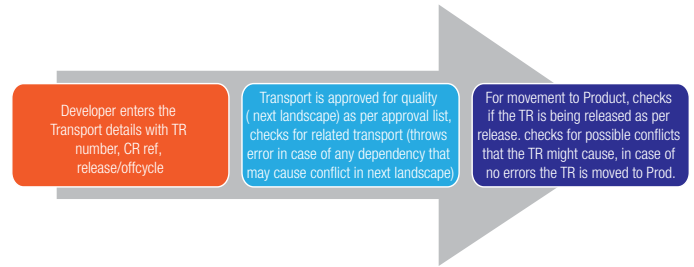 Developer enters the
Transport details with TR
number, CR ref,
release/offcycle
Transport is approved for quality
( next landscape) as per approval list,
checks for related transport (throws
error in case of any dependency that
may cause conflict in next landscape)
For movement to Product, checks
if the TR is being released as per
release. checks for possible conflicts
that the TR might cause, in case of
no errors the TR is moved to Prod.